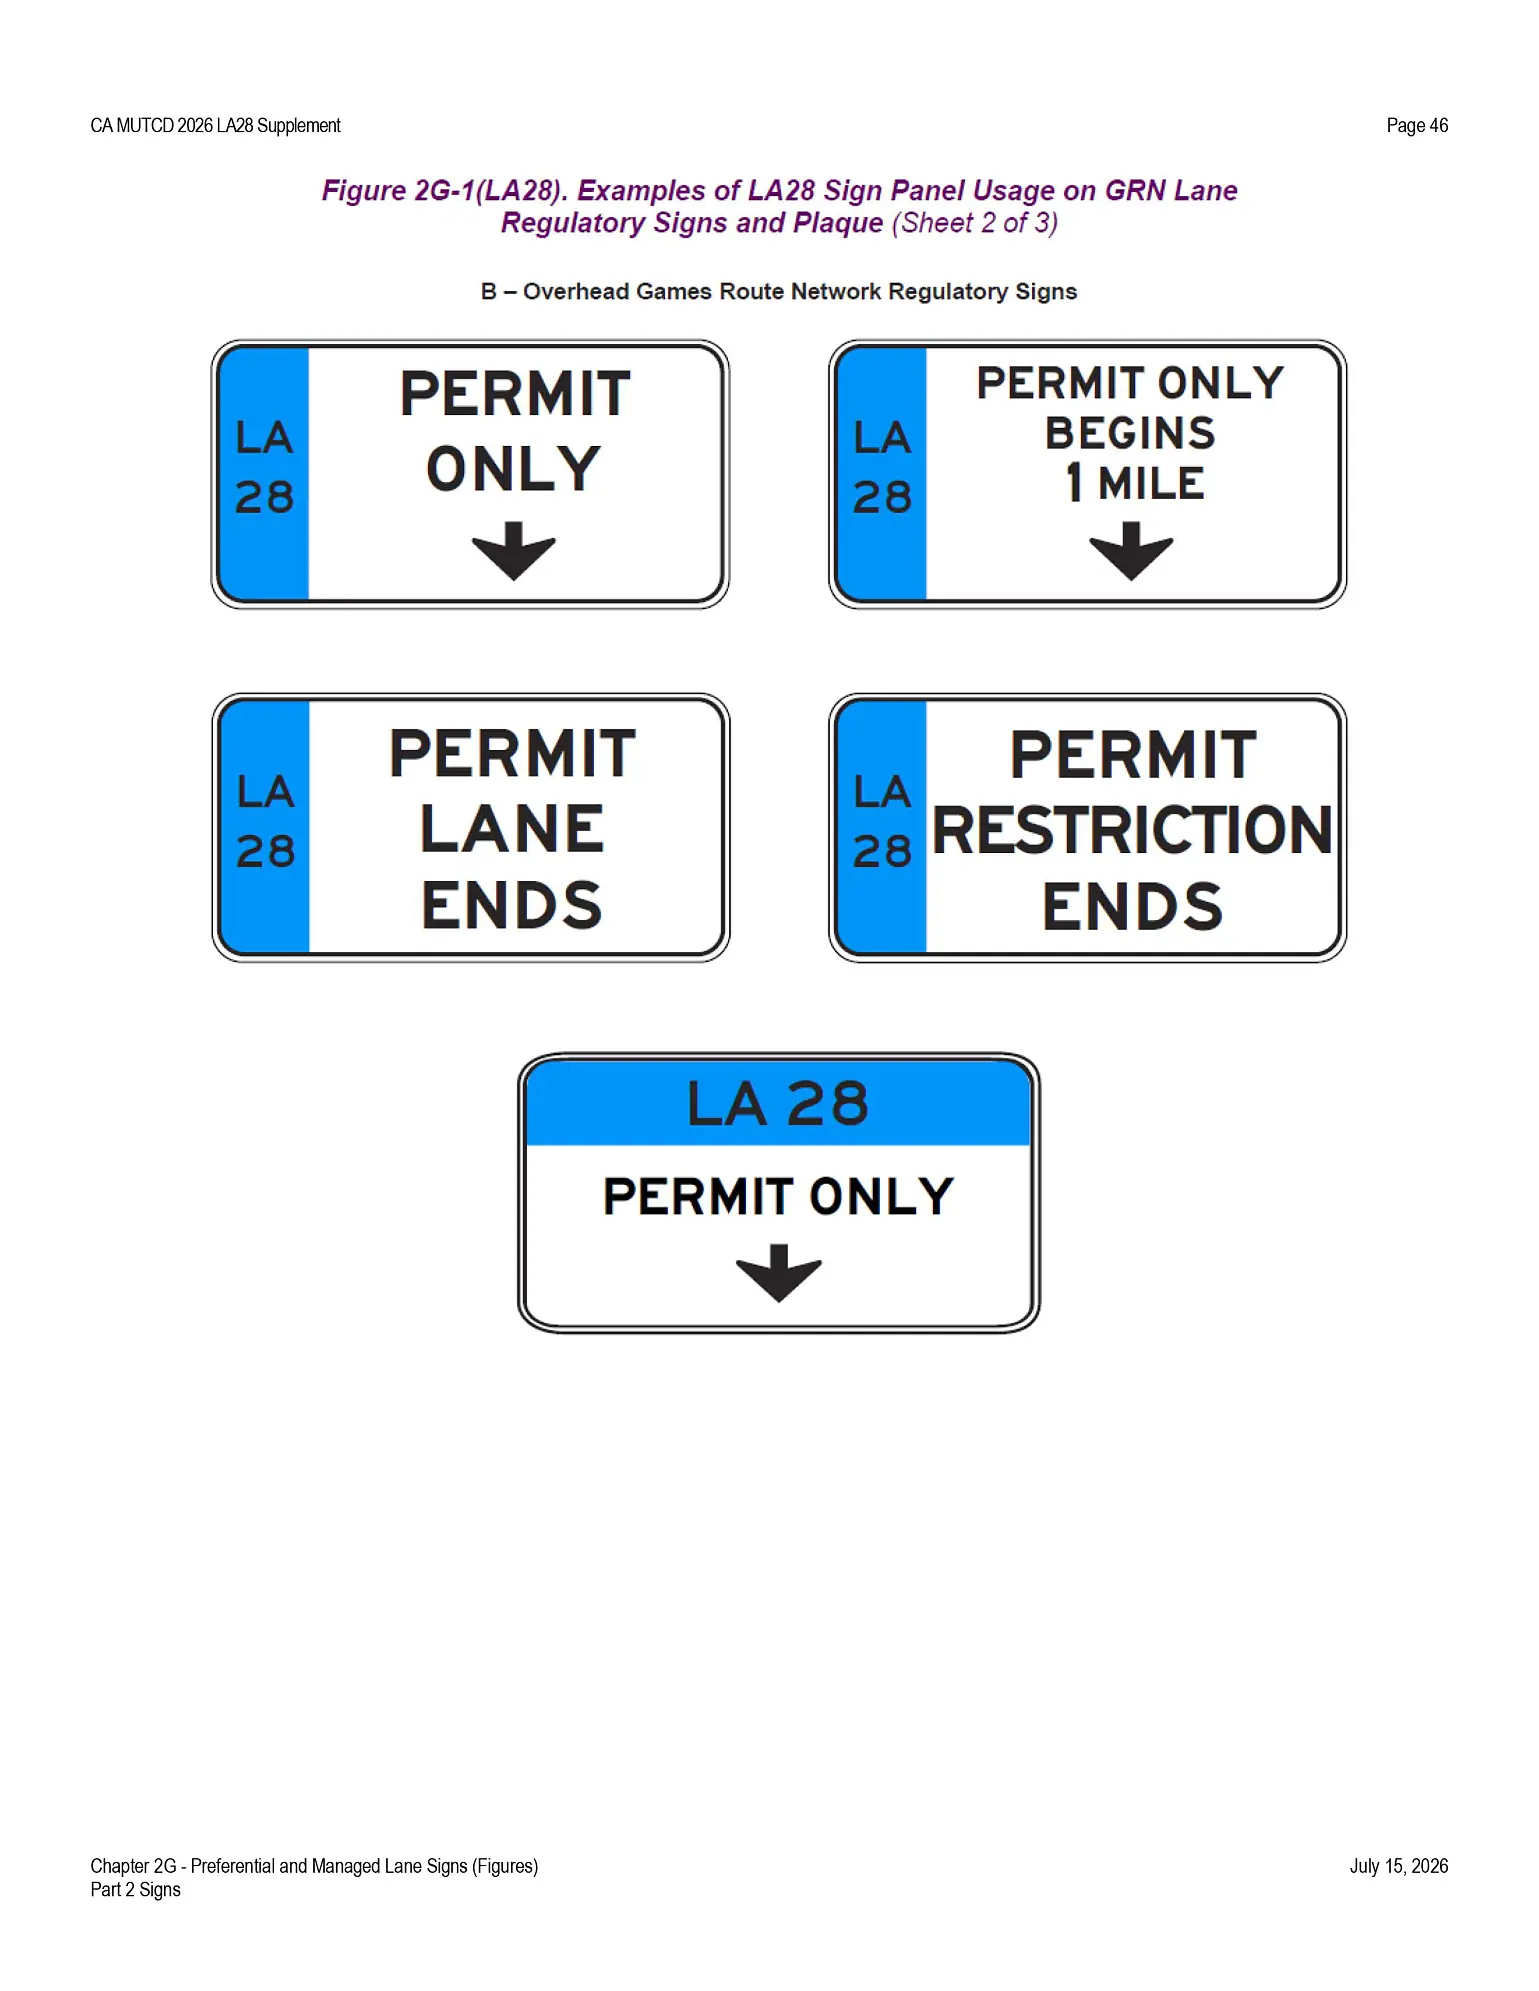 CA MUTCD 2026 LA28 Supplement
Page 46
Figure 2G-1(LA28). Examples of LA28 Sign Panel Usage on GRN Lane
Regulatory Signs and Plaque (Sheet 2 of 3)
B – Overhead Games Route Network Regulatory Signs
LA
28
PERMIT
ONLY
LA
28
PERMIT ONLY
BEGINS
1 MILE
LA
28
PERMIT
LANE
ENDS
LA
28
PERMIT
RESTRICTION
ENDS
LA 28
PERMIT ONLY
Chapter 2G - Preferential and Managed Lane Signs (Figures)
Part 2 Signs
July 15, 2026